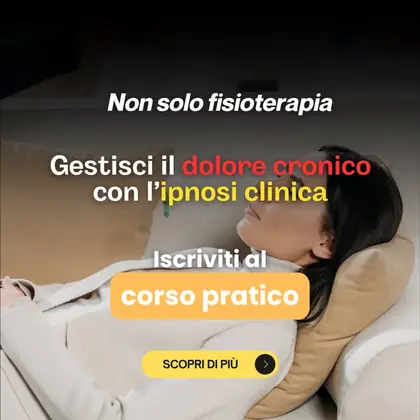 Non solo fisioterapia
Gestisci il dolore cronico
con l'ipnosi clinica
Iscriviti al
corso pratico
SCOPRI DI PIÙ